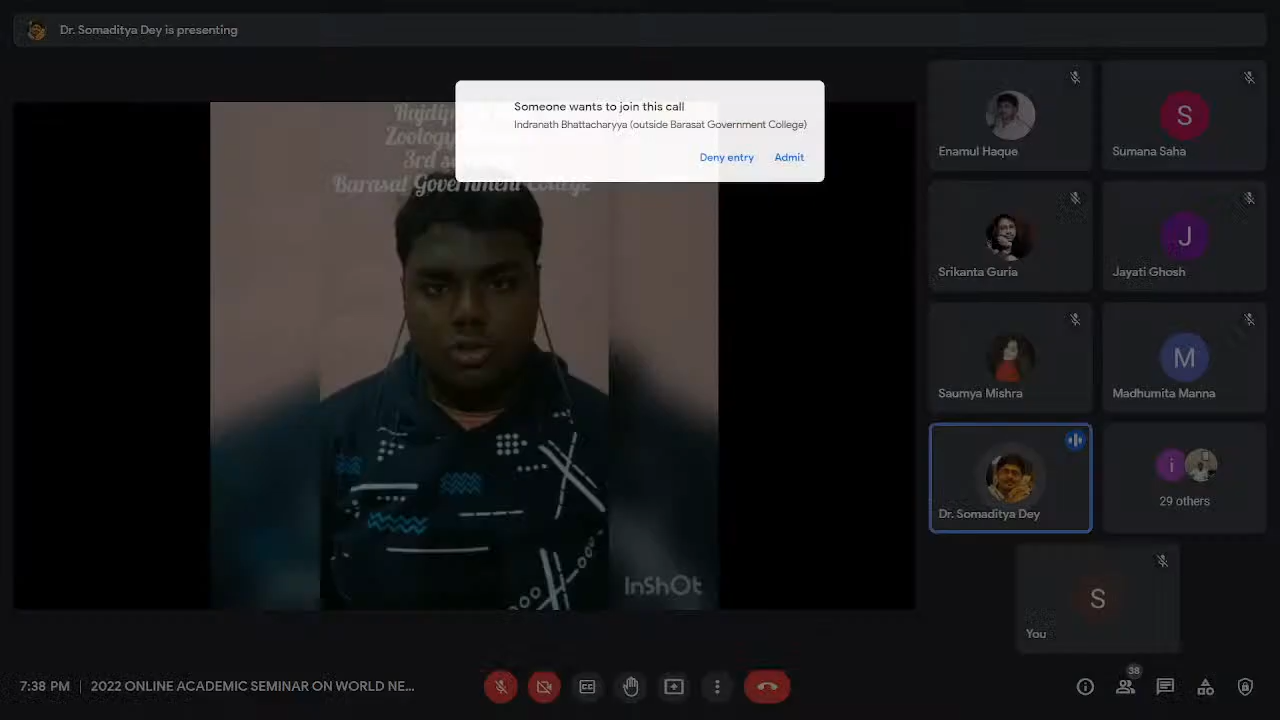 Dr. Somaditya Dey is presenting
Someone wants to join this call
Indranath Bhattacharyya (outside Barasat Government College)
Deny entry Admit
Zoology
3rd
Barasat Government College
InShOt
Enamul Haque
Sumana Saha
S
Srikanta Guria
Jayati Ghosh
J
Saumya Mishra
Madhumita Manna
M
Dr. Somaditya Dey
i
29 others
S
You
7:38 PM | 2022 ONLINE ACADEMIC SEMINAR ON WORLD NE...
CC
38